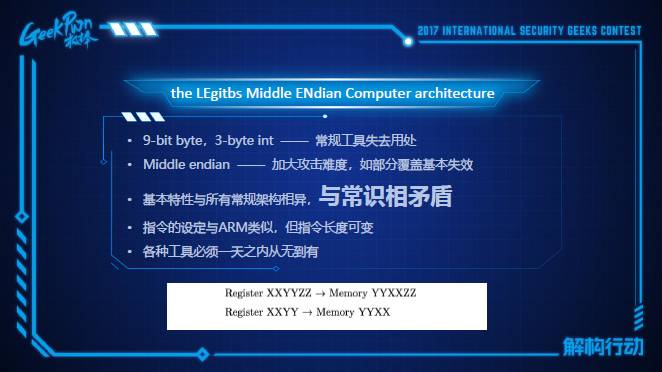 GeekPwn
极棒
2017 INTERNATIONAL SECURITY GEEKS CONTEST
the LEgitbs Middle ENdian Computer architecture
• 9-bit byte，3-byte int —— 常规工具失去用处
• Middle endian —— 加大攻击难度，如部分覆盖基本失效
• 基本特性与所有常规架构相异，与常识相矛盾
• 指令的设定与ARM类似，但指令长度可变
• 各种工具必须一天之内从无到有
Register XXYYZZ → Memory YYXXZZ
Register XXYY → Memory YYXX
解构行动